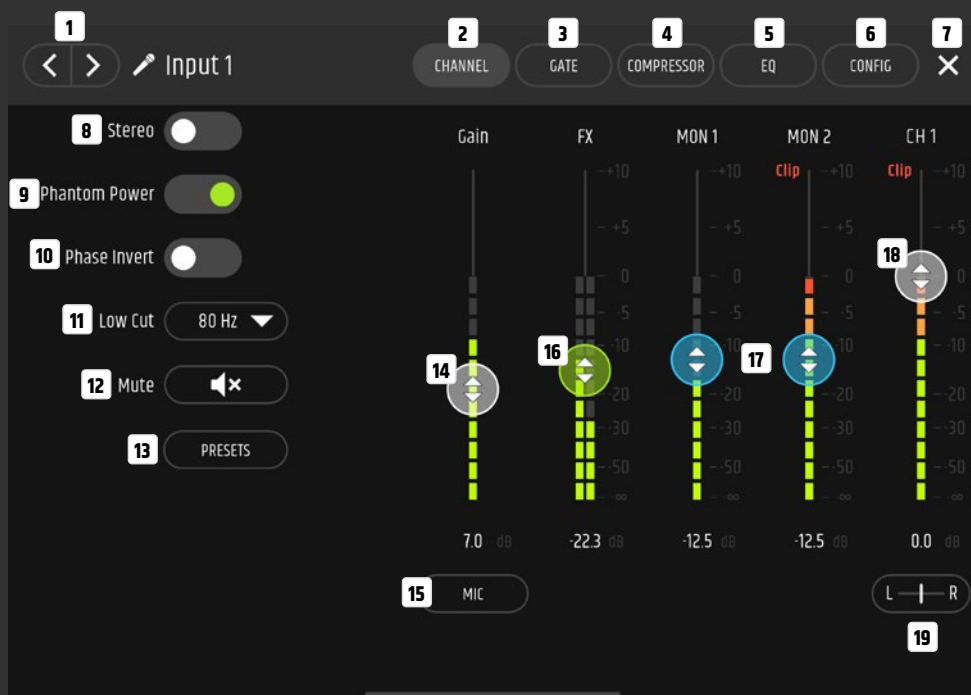 1 2 3 4 5 6 7
Input 1 CHANNEL GATE COMPRESSOR EQ CONFIG
8 Stereo
9 Phantom Power
10 Phase Invert
11 Low Cut 80 Hz
12 Mute
13 PRESETS
Gain FX MON 1 MON 2 CH 1
+10 +10 Clip +10 Clip +10
+5 +5 +5 +5
18
0 0 0 0
-5 -5 -5 -5
16 -10 -10 17 -10 -10
14
-20 -20 -20 -20
-30 -30 -30 -30
-50 -50 -50 -50
-∞ -∞ -∞ -∞
7.0 dB -22.3 dB -12.5 dB -12.5 dB 0.0 dB
15 MIC L R
19